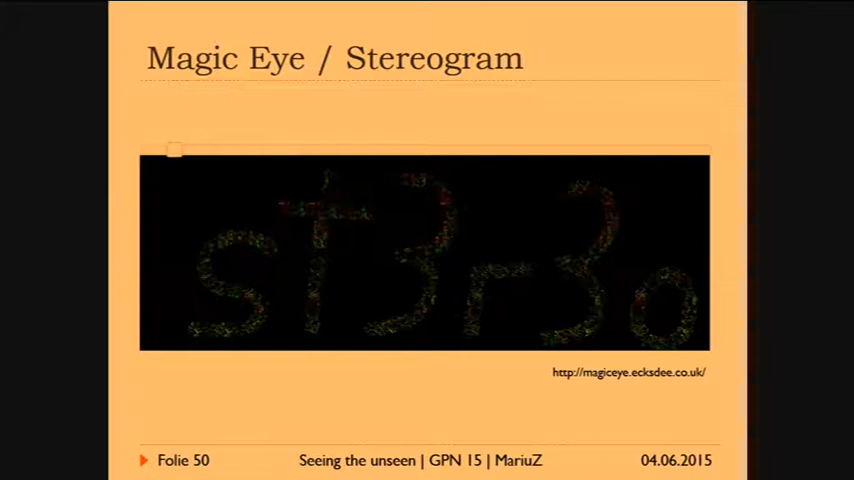 Magic Eye / Stereogram
st3r3o
http://magiceye.ecksdee.co.uk/
Folie 50
Seeing the unseen | GPN 15 | MariuZ
04.06.2015